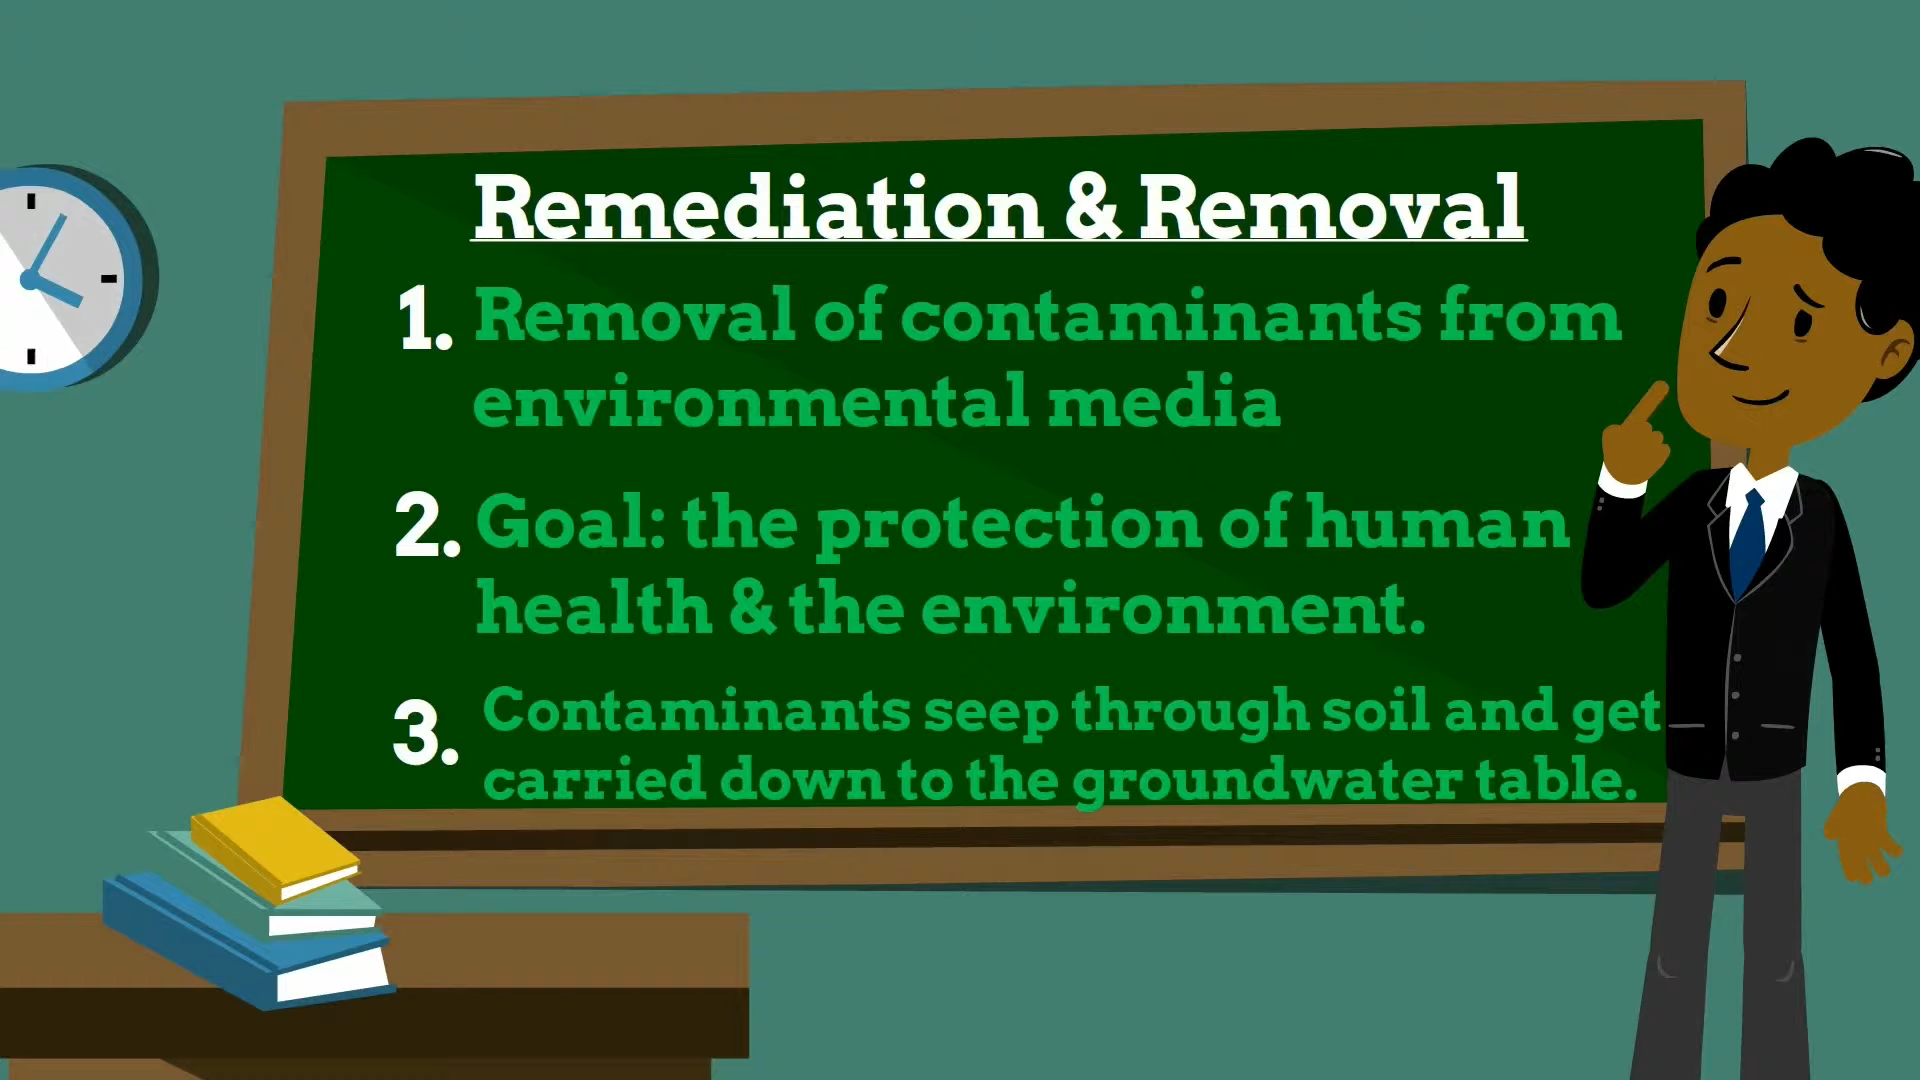 Remediation & Removal
1. Removal of contaminants from
environmental media
2. Goal: the protection of human
health & the environment.
3. Contaminants seep through soil and get
carried down to the groundwater table.